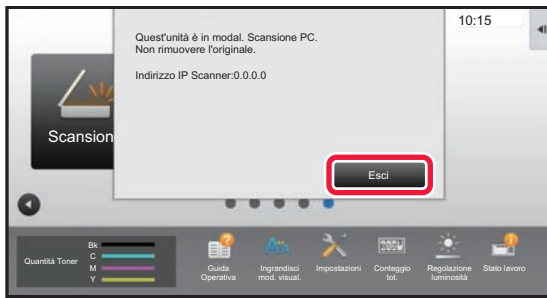 Quest'unità è in modal. Scansione PC.
Non rimuovere l'originale.
Indirizzo IP Scanner:0.0.0.0
10:15
Scansion
Esci
Quantità Toner
Bk
C
M
Y
Guida
Operativa
Ingrandisci
mod. visual.
Impostazioni
Conteggio
tot.
Regolazione
luminosità
Stato lavoro